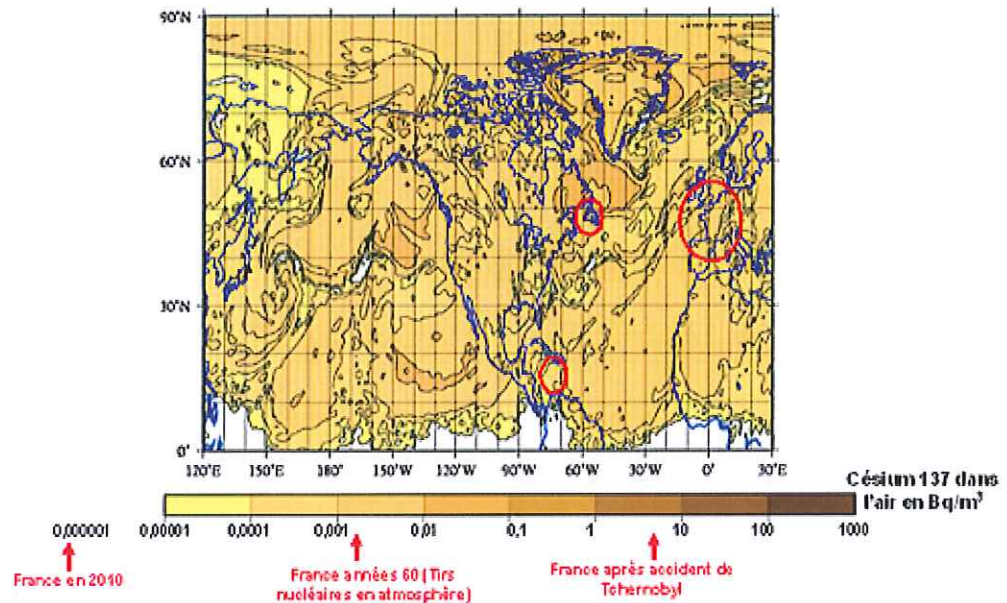 90°N
60°N
30°N
0°
120°E 150°E 180° 150°W 120°W 90°W 60°W 30°W 0° 30°E
Césium 137 dans
l'air en Bq/m³
0,000001 0,00001 0,0001 0,001 0,01 0,1 1 10 100 1000
France en 2010
France années 60 (Tirs
nucléaires en atmosphère)
France après accident de
Tchernobyl